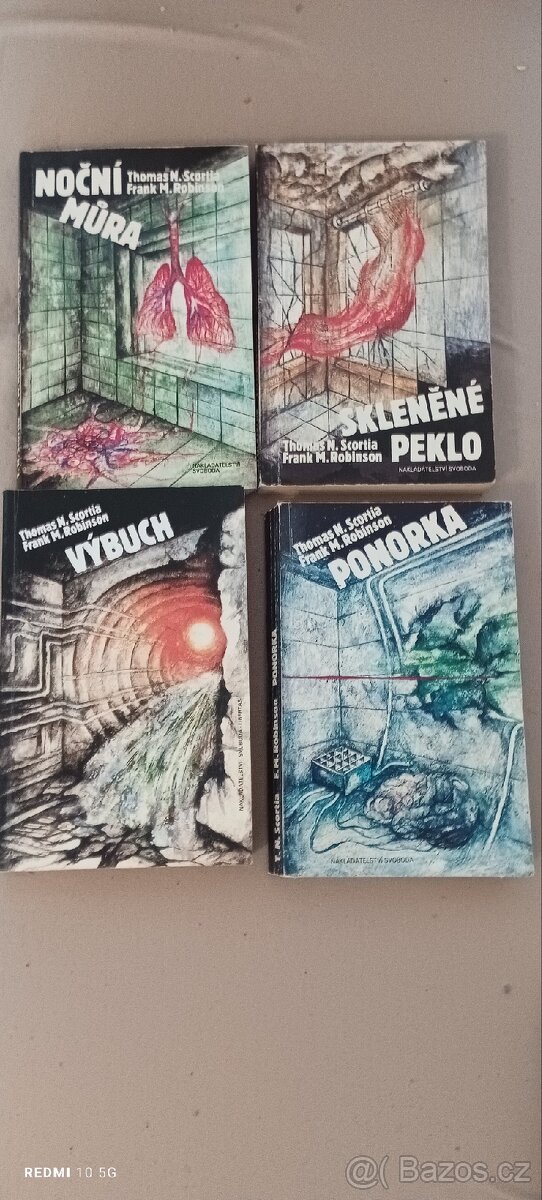 NOČNÍ
MŮRA
Thomas N. Scortia
Frank M. Robinson
NAKLADATELSTVÍ
SVOBODA
SKLENĚNÉ
PEKLO
Thomas N. Scortia
Frank M. Robinson
NAKLADATELSTVÍ SVOBODA
Thomas N. Scortia
Frank M. Robinson
VÝBUCH
NAKLADATELSTVÍ SVOBODA - LIBERTAS
Thomas N. Scortia
Frank M. Robinson
PONORKA
T. N. Scortia F. M. Robinson PONORKA
NAKLADATELSTVÍ SVOBODA
REDMI 10 5G
Bazos.cz